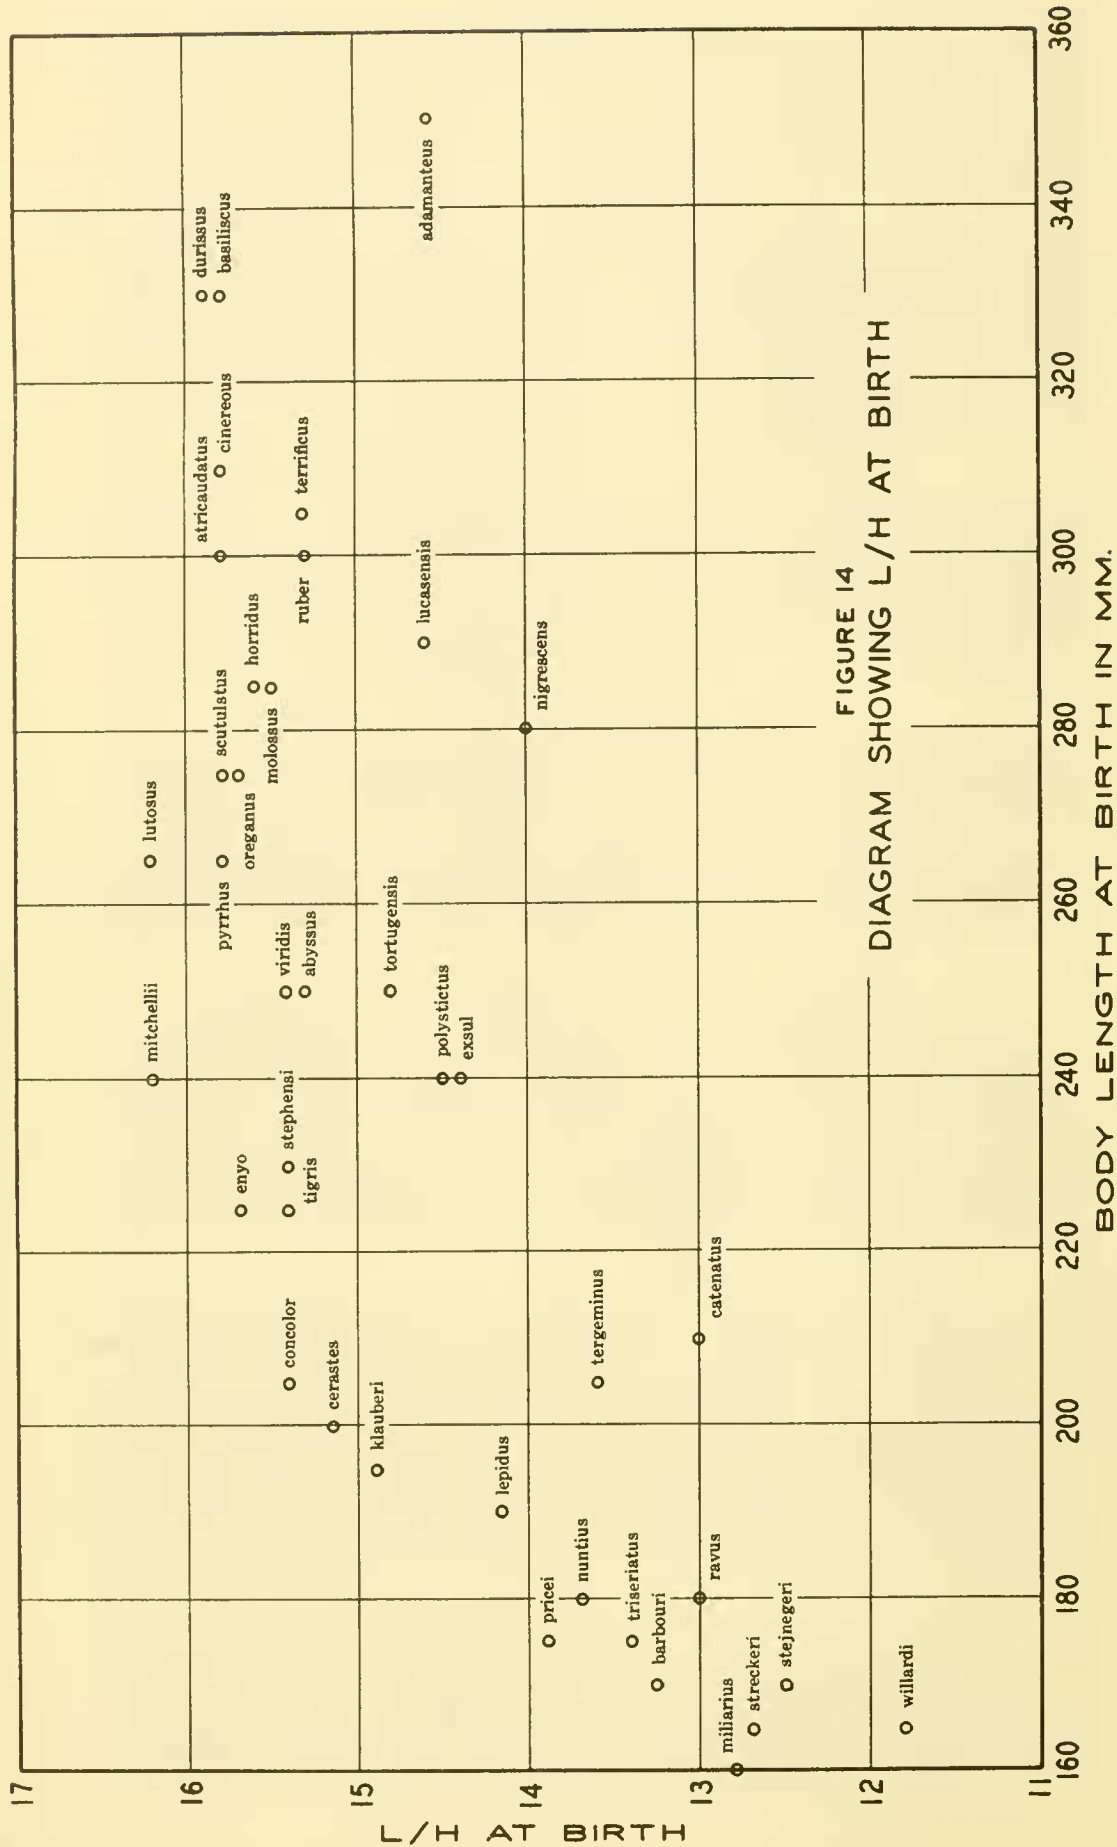 17
16
15
14
13
12
11
L/H AT BIRTH
160
180
200
220
240
260
280
300
320
340
360
BODY LENGTH AT BIRTH IN MM.
FIGURE 14
DIAGRAM SHOWING L/H AT BIRTH
mitchellii
lutosus
enyo
stephensi
tigris
concolor
cerastes
klauberi
lepidus
pricei
nuntius
triseriatus
barbouri
miliarius
streckeri
stejnegeri
willardi
ravus
tergeminus
catenatus
polystictus
exsul
tortugensis
viridis
abyssus
pyrrhus
oreganus
scutulstus
molossus
horridus
atricaudatus
cinereous
ruber
terrificus
durissus
basiliscus
lucasensis
nigrescens
adamanteus